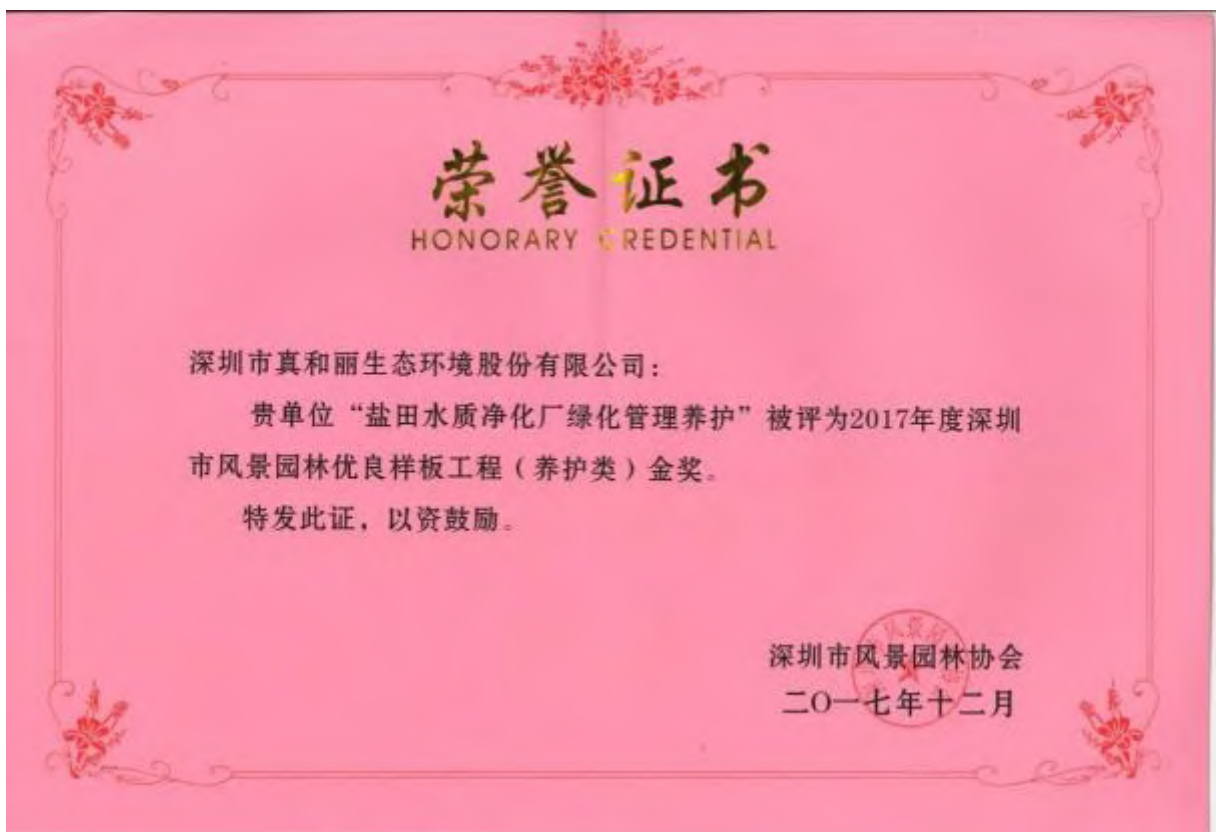 荣誉证书
HONORARY CREDENTIAL
深圳市真和丽生态环境股份有限公司：
贵单位“盐田水质净化厂绿化管理养护”被评为2017年度深圳
市风景园林优良样板工程（养护类）金奖。
特发此证，以资鼓励。
深圳市风景园林协会
二O一七年十二月